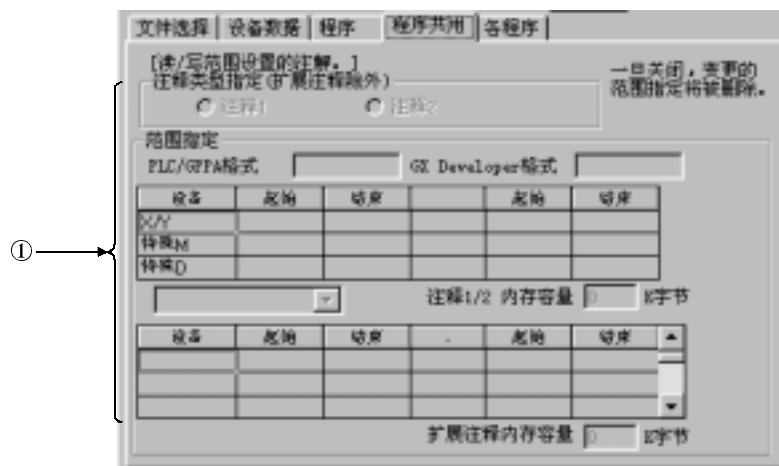 文件选择 设备数据 程序 程序共用 各程序
[读/写范围设置的注解。]
一旦关闭，变更的
范围指定将被删除。
注释类型指定(扩展注释除外)
注释1 注释2
范围指定
PLC/GPPA格式 GX Developer格式
设备 起始 结束 起始 结束
X/Y
特殊M
特殊D
①
注释1/2 内存容量 0 K字节
设备 起始 结束 . 起始 结束
扩展注释内存容量 0 K字节